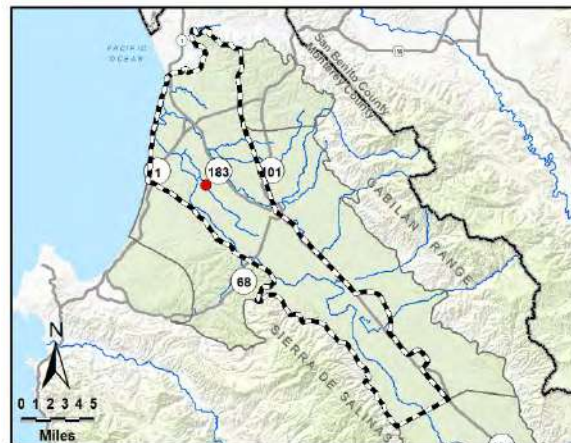 PACIFIC
OCEAN
1
San Benito County
Monterey County
1
183
101
GABILAN RANGE
68
SIERRA DE SALINAS
N
0 1 2 3 4 5
Miles